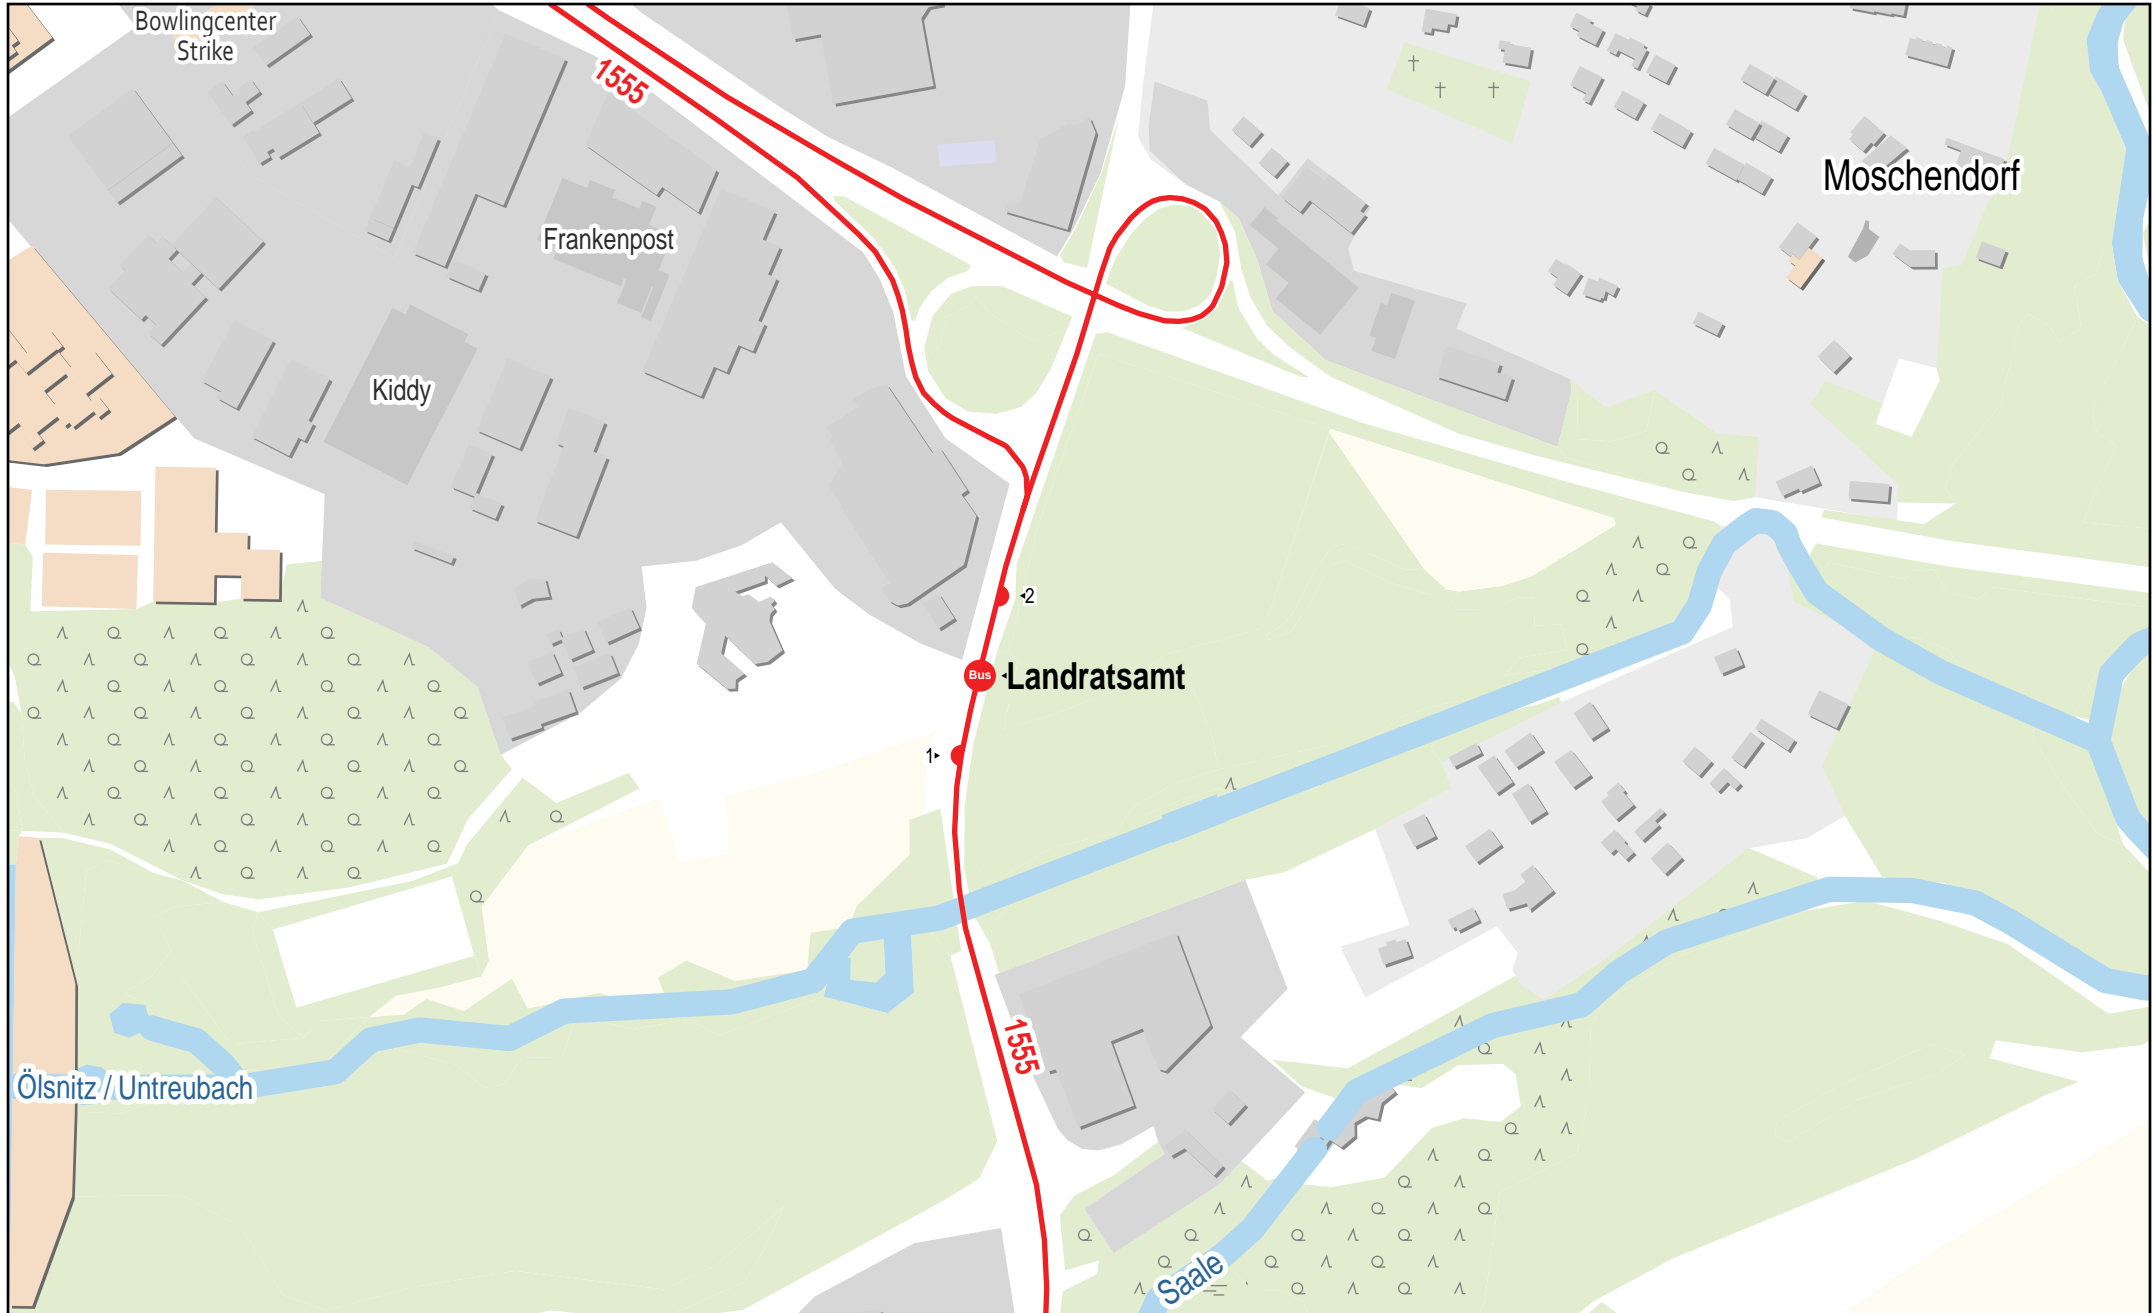 Bowlingcenter
Strike
1555
Moschendorf
Frankenpost
Kiddy
2
Bus
Landratsamt
1
1555
Ölsnitz / Untreubach
Saale